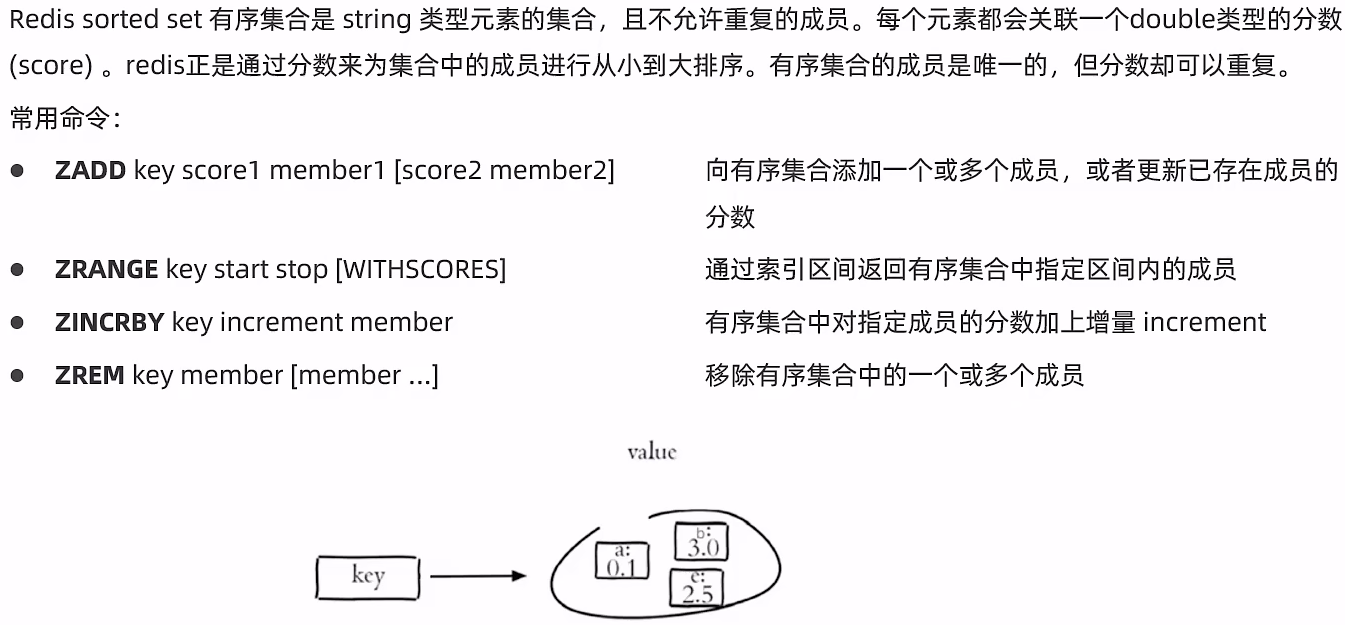 Redis sorted set 有序集合是 string 类型元素的集合，且不允许重复的成员。每个元素都会关联一个double类型的分数
(score) 。redis正是通过分数来为集合中的成员进行从小到大排序。有序集合的成员是唯一的，但分数却可以重复。
常用命令：
● ZADD key score1 member1 [score2 member2] 向有序集合添加一个或多个成员，或者更新已存在成员的
分数
● ZRANGE key start stop [WITHSCORES] 通过索引区间返回有序集合中指定区间内的成员
● ZINCRBY key increment member 有序集合中对指定成员的分数加上增量 increment
● ZREM key member [member ...] 移除有序集合中的一个或多个成员
value
key
a:
0.1
b:
3.0
c:
2.5